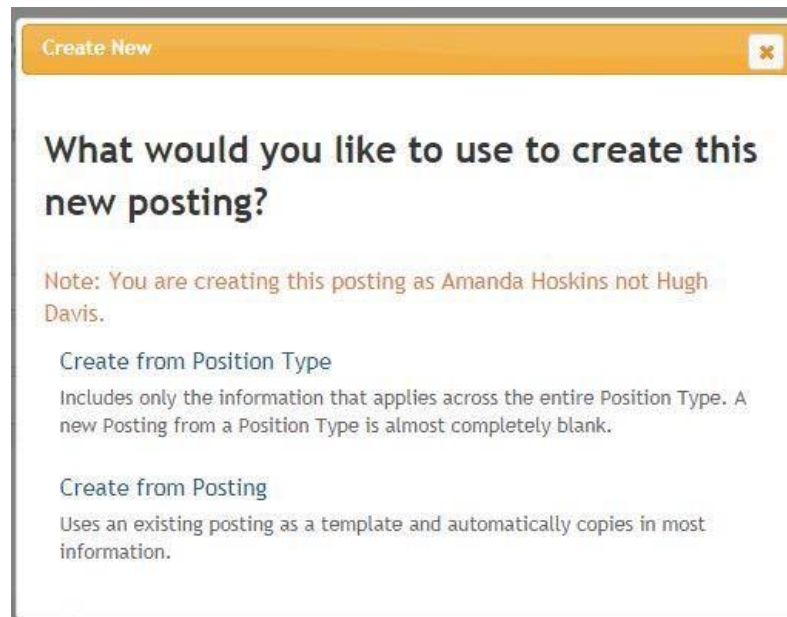 Create New
What would you like to use to create this
new posting?
Note: You are creating this posting as Amanda Hoskins not Hugh
Davis.
Create from Position Type
Includes only the information that applies across the entire Position Type. A
new Posting from a Position Type is almost completely blank.
Create from Posting
Uses an existing posting as a template and automatically copies in most
information.